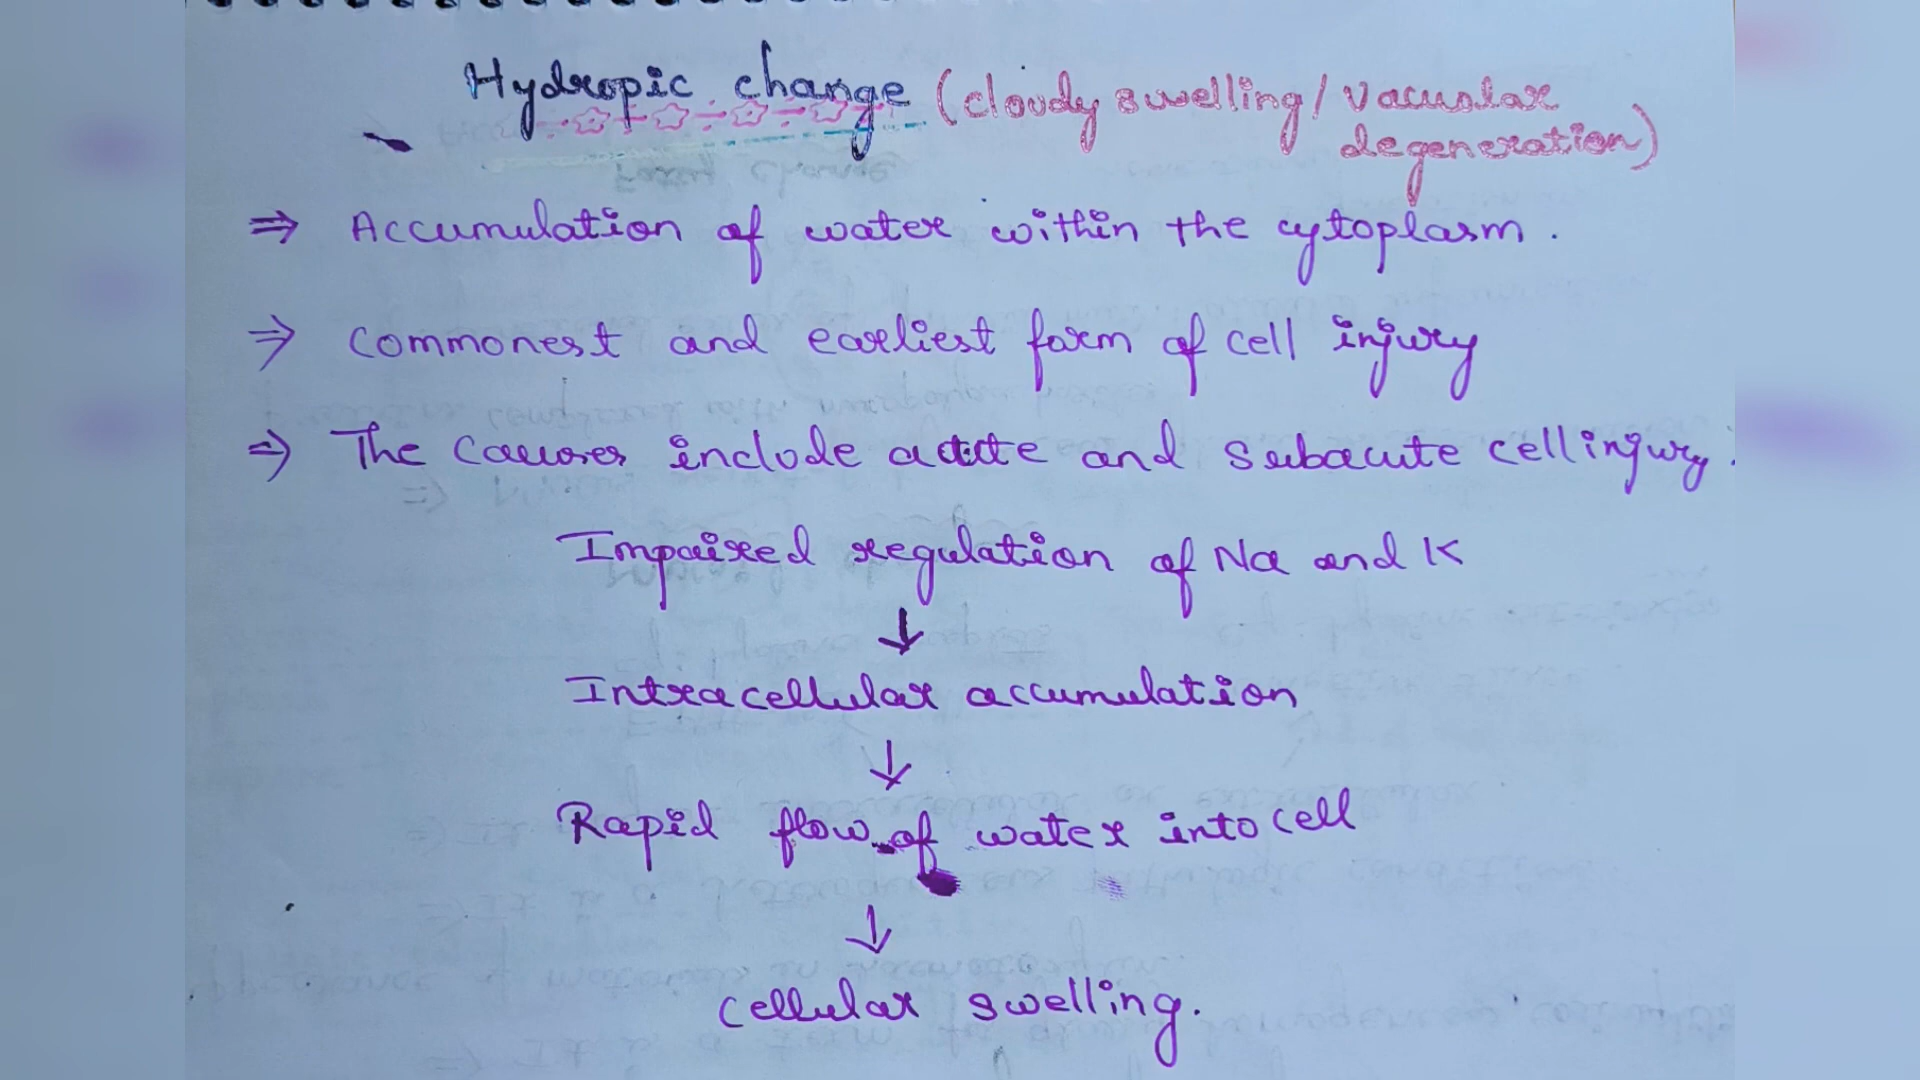 Hydropic change (cloudy swelling/ vacuolar
degeneration)
⇒ Accumulation of water within the cytoplasm.
⇒ commonest and earliest form of cell injury
⇒ The Causes include acute and subacute cell injury.
Impaired regulation of Na and K
↓
Intracellular accumulation
↓
Rapid flow of water into cell
↓
cellular swelling.